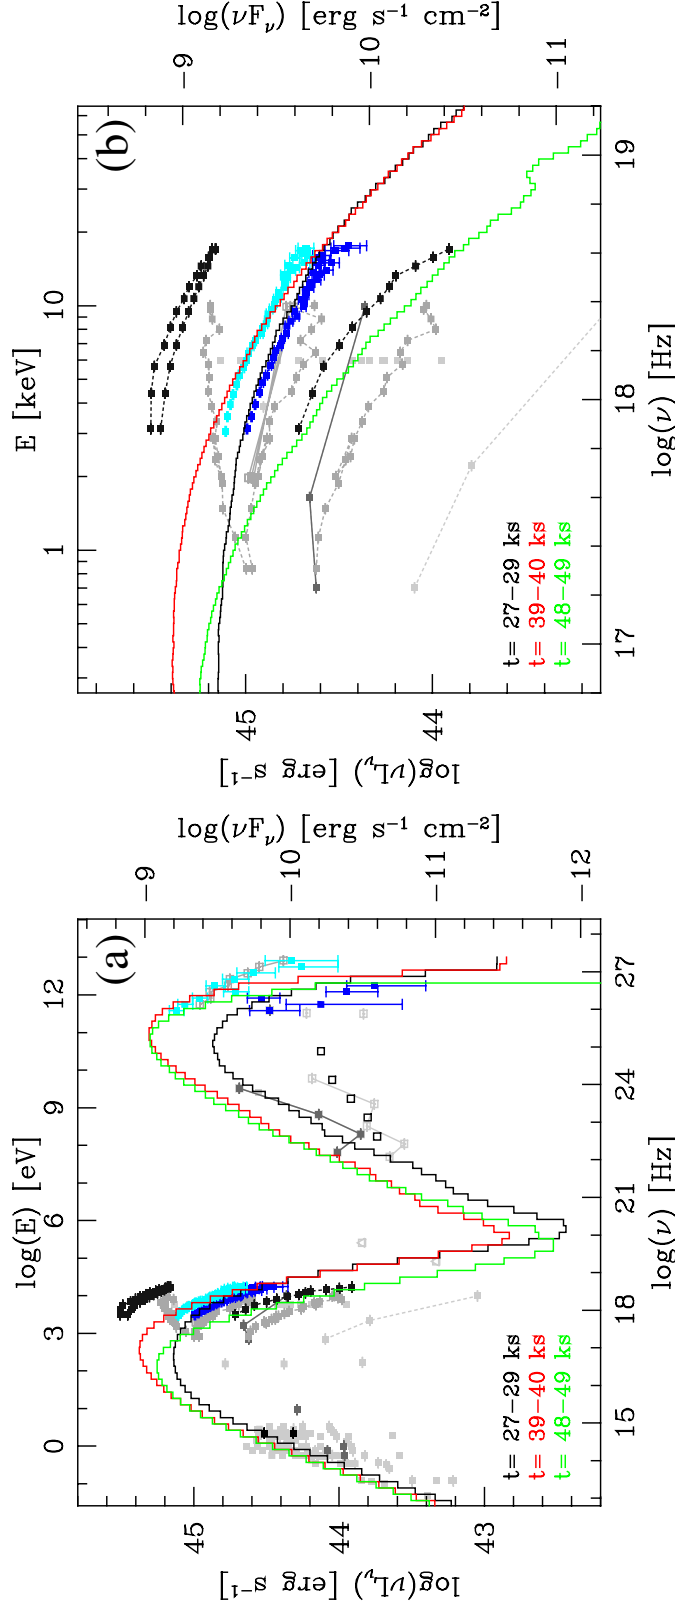 (a)
log(E) [eV]
0 3 6 9 12
log(νL_ν) [erg s⁻¹]
45
44
43
log(νF_ν) [erg s⁻¹ cm⁻²]
−9
−10
−11
−12
t= 27−29 ks
t= 39−40 ks
t= 48−49 ks
15 18 21 24 27
log(ν) [Hz]
(b)
E [keV]
1 10
log(νL_ν) [erg s⁻¹]
45
44
log(νF_ν) [erg s⁻¹ cm⁻²]
−9
−10
−11
t= 27−29 ks
t= 39−40 ks
t= 48−49 ks
17 18 19
log(ν) [Hz]